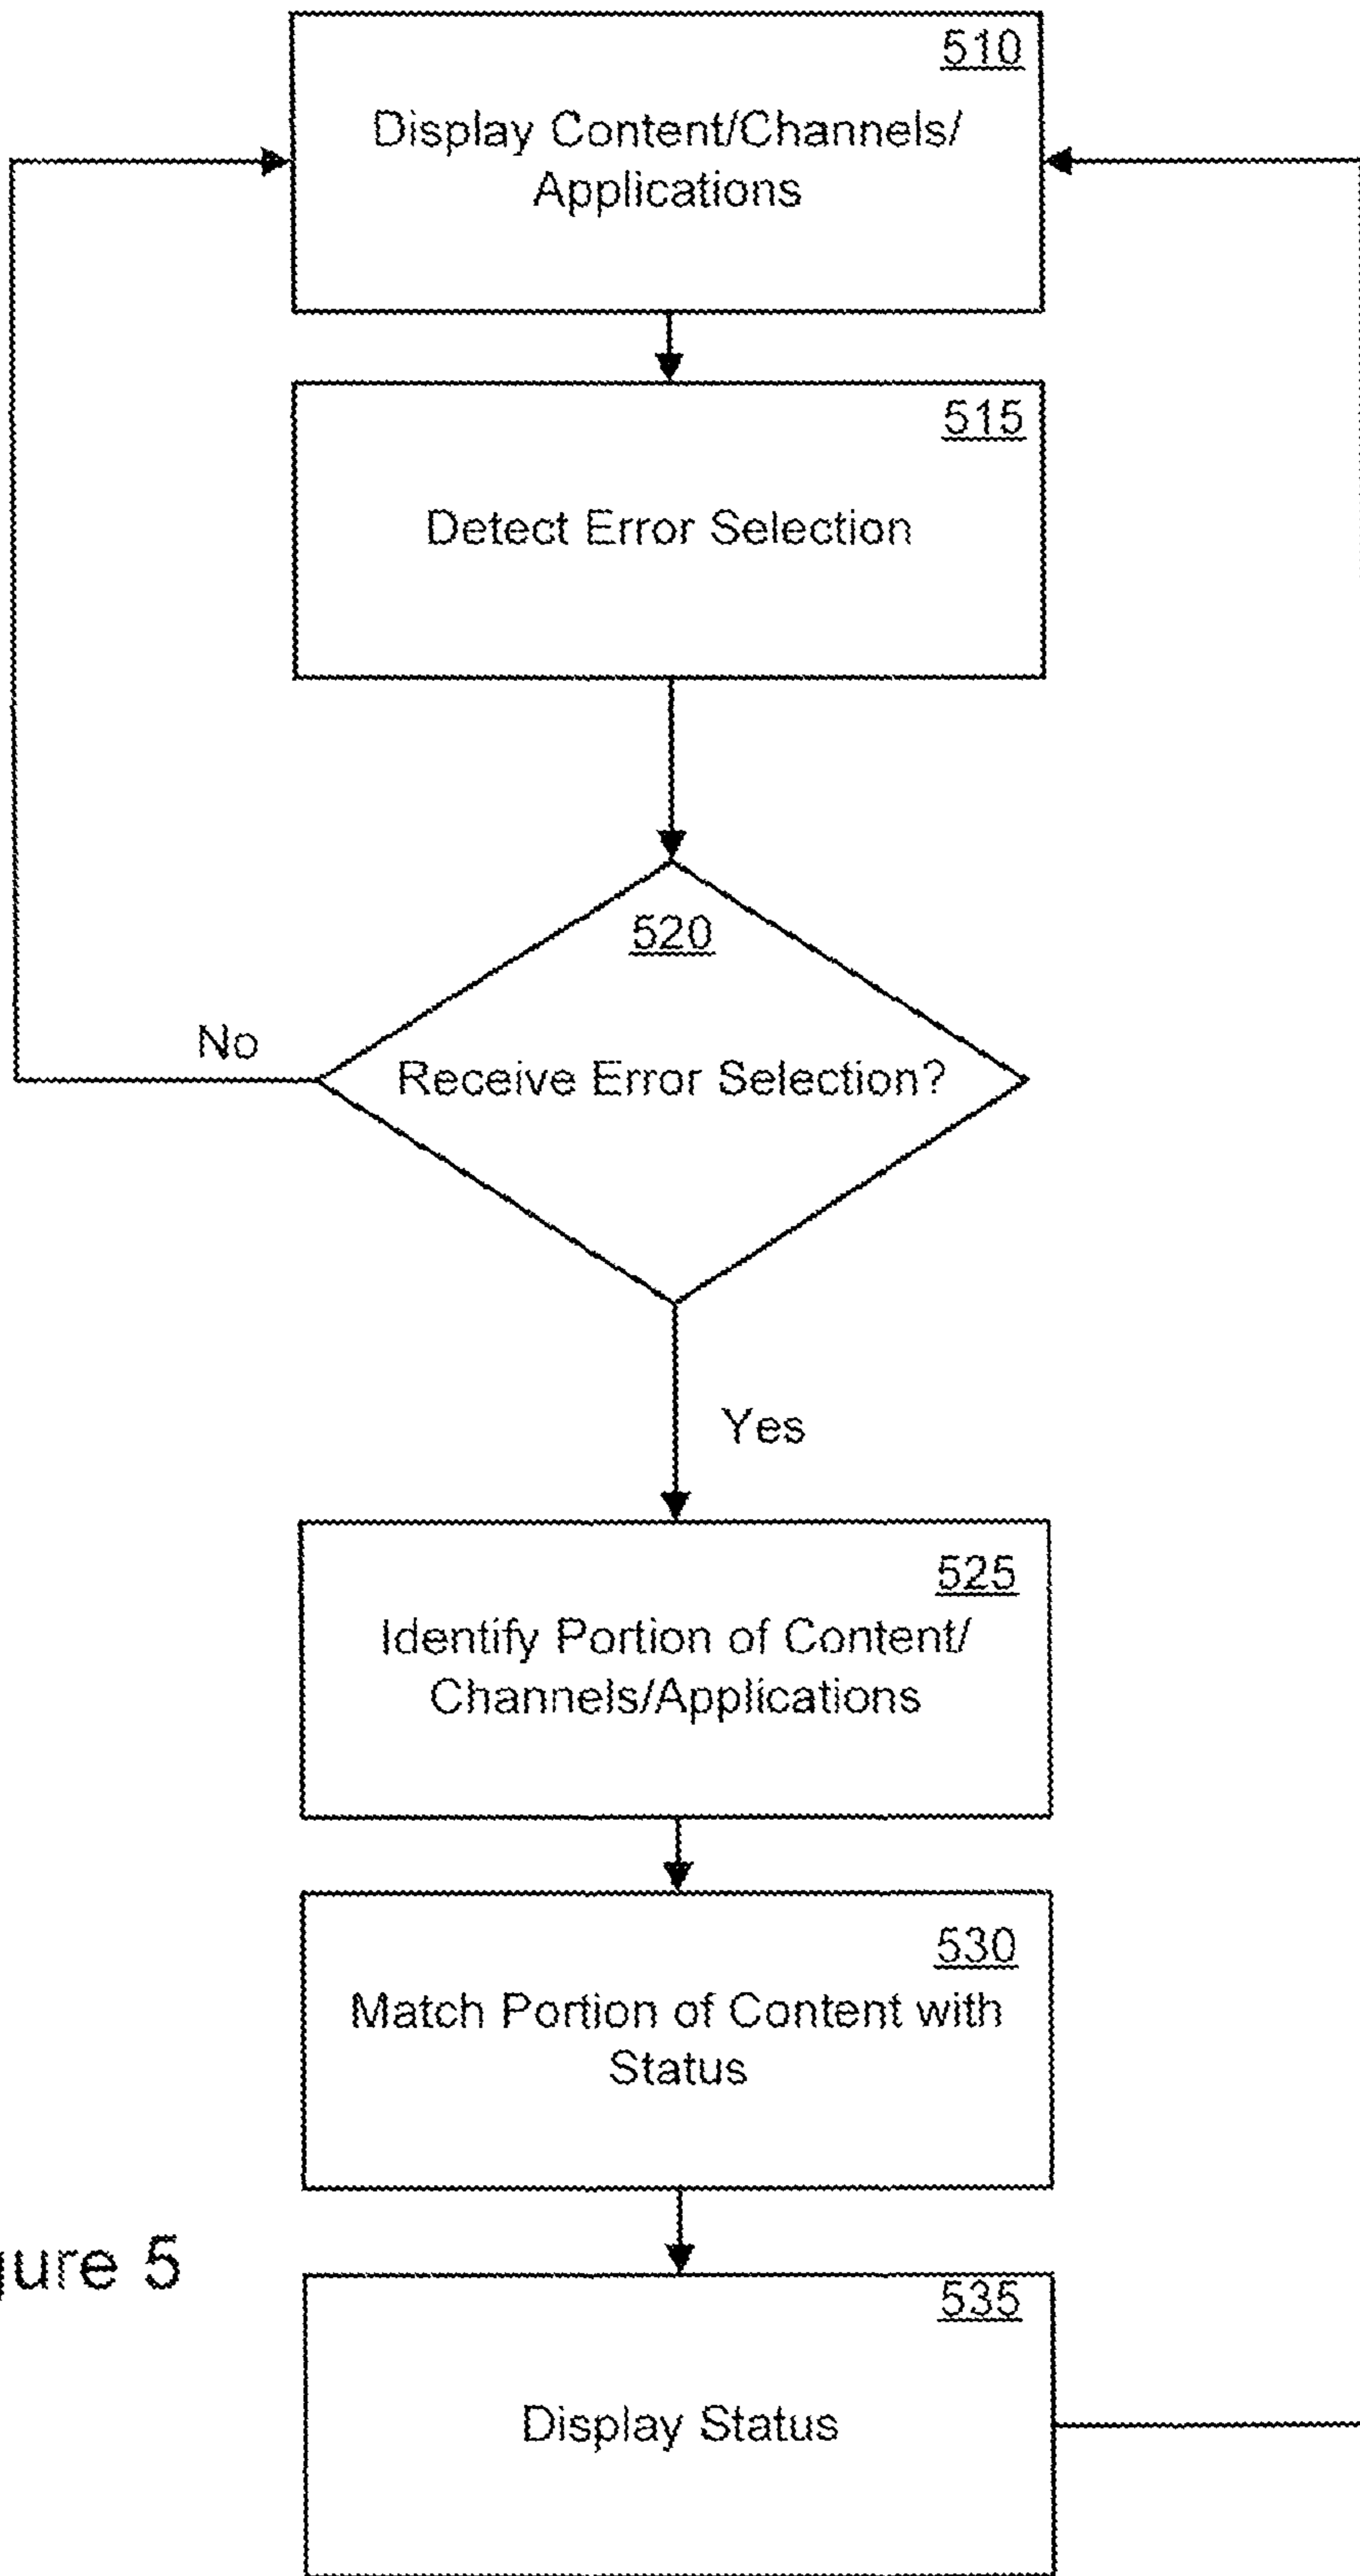 510
Display Content/Channels/
Applications
515
Detect Error Selection
520
No
Receive Error Selection?
Yes
525
Identify Portion of Content/
Channels/Applications
530
Match Portion of Content with
Status
gure 5
535
Display Status